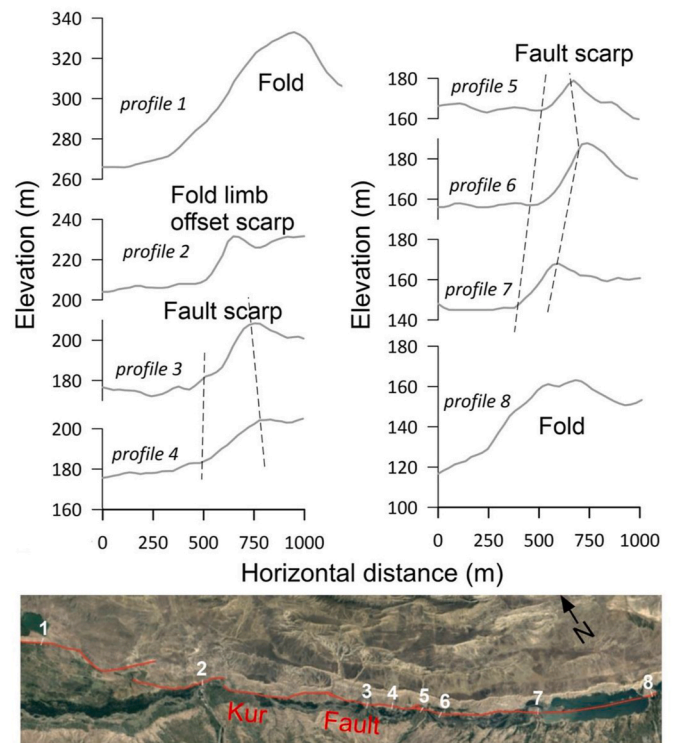 340
320
300
280
260
profile 1
Fold
240
220
200
Fold limb
offset scarp
profile 2
Fault scarp
200
180
profile 3
200
180
160
profile 4
Elevation (m)
0 250 500 750 1000
Fault scarp
180
160
profile 5
180
160
profile 6
180
160
140
profile 7
180
160
140
120
100
profile 8
Fold
Elevation (m)
0 250 500 750 1000
Horizontal distance (m)
N
1
2
3
4
5
6
7
8
Kur Fault